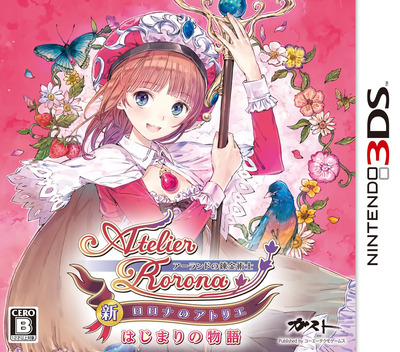 NINTENDO 3DS
Atelier
アーランドの錬金術士
Rorona
新 ロロナのアトリエ
はじまりの物語
CERO
B
ガスト
Published by コーエーテクモゲームス